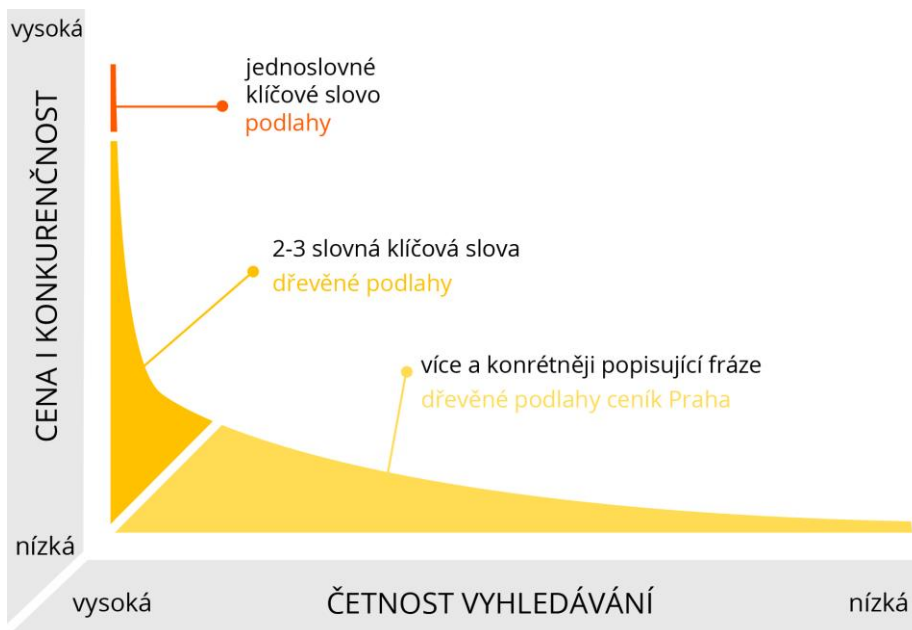 vysoká
jednoslovné
klíčové slovo
podlahy
CENA I KONKURENČNOST
2-3 slovná klíčová slova
dřevěné podlahy
více a konrétněji popisující fráze
dřevěné podlahy ceník Praha
nízká
vysoká
ČETNOST VYHLEDÁVÁNÍ
nízká